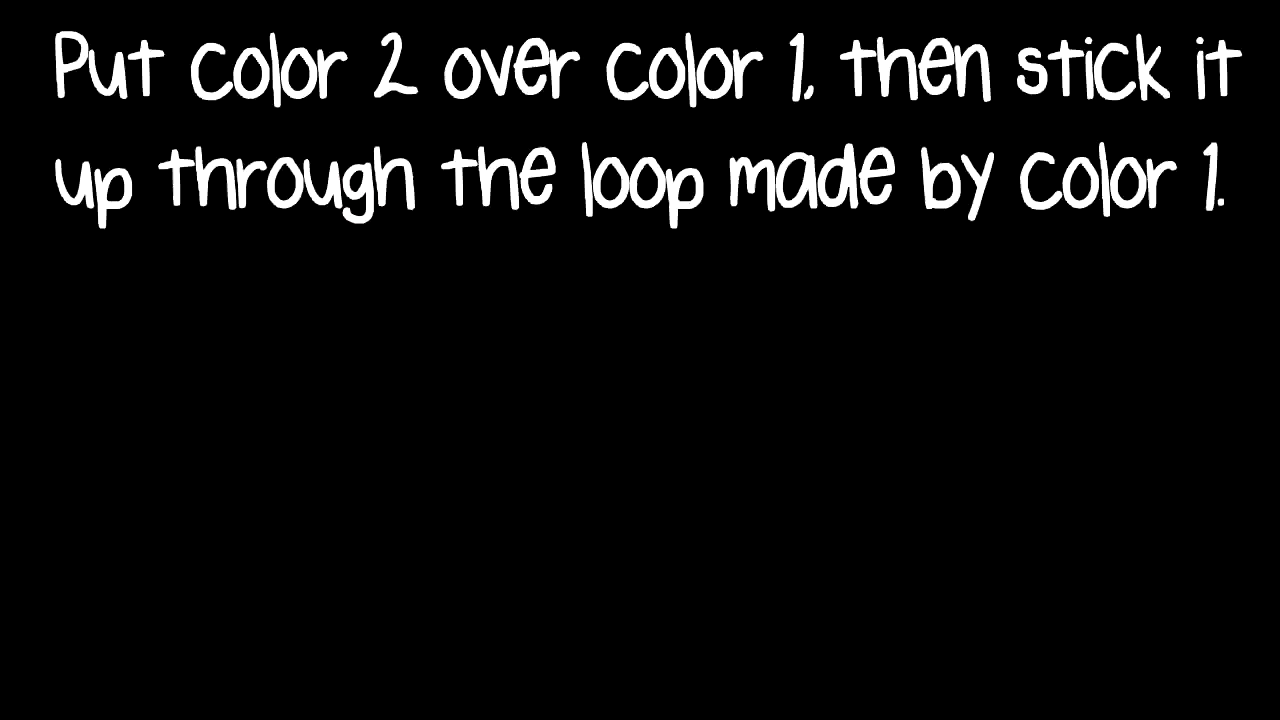 Put color 2 over color 1, then stick it
up through the loop made by color 1.